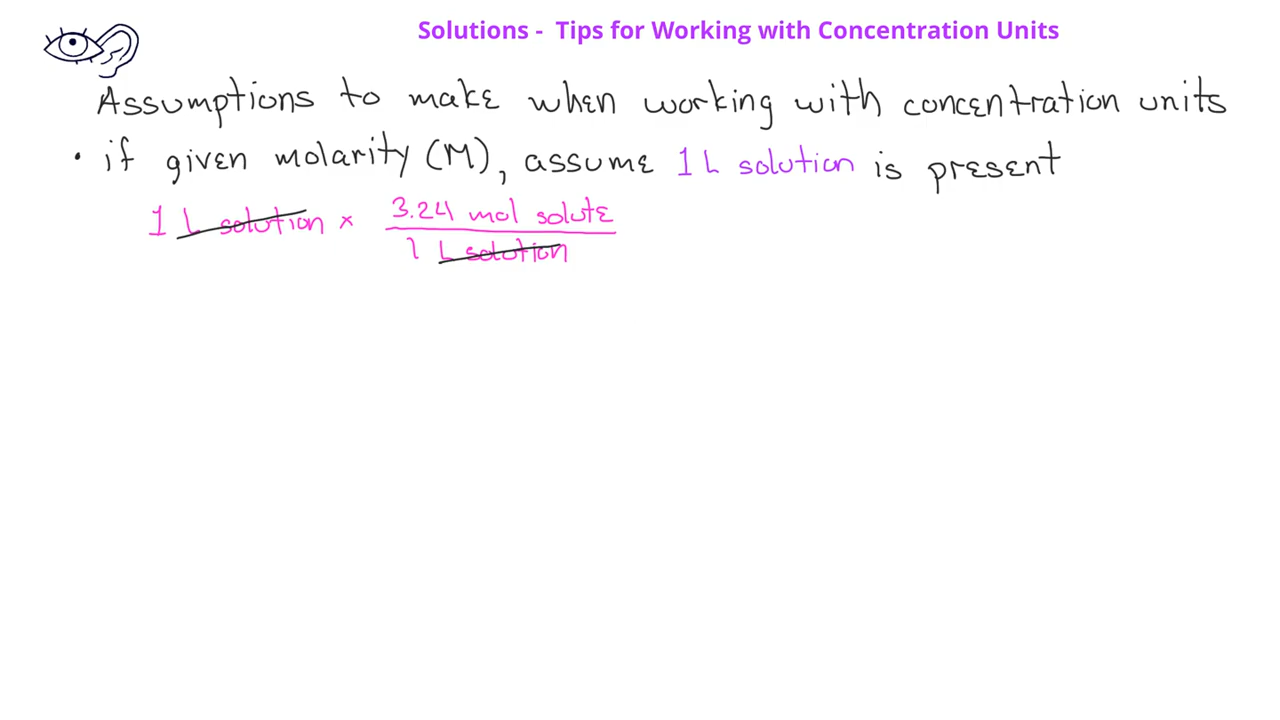 Solutions - Tips for Working with Concentration Units
Assumptions to make when working with concentration units
• if given molarity (M), assume 1 L solution is present
1 L solution × 3.24 mol solute
1 L solution